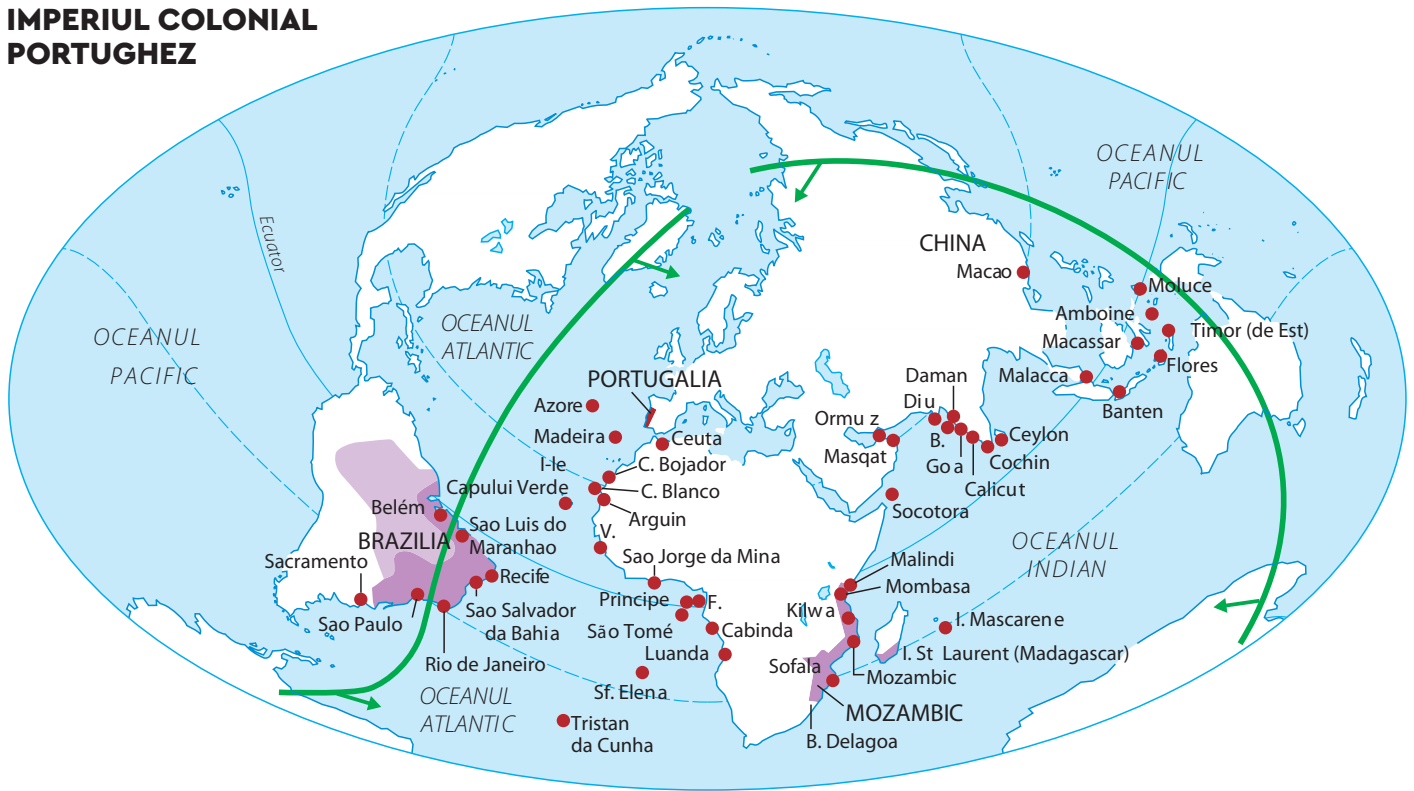 IMPERIUL COLONIAL
PORTUGHEZ
OCEANUL
PACIFIC
Ecuator
CHINA
Macao
Moluce
Amboine
Timor (de Est)
Macassar
Flores
Malacca
Banten
OCEANUL
PACIFIC
OCEANUL
ATLANTIC
PORTUGALIA
Azore
Madeira
Ceuta
I-le
Capului Verde
C. Bojador
C. Blanco
Arguin
V.
Sao Jorge da Mina
Principe
F.
São Tomé
Cabinda
Luanda
Sf. Elena
Tristan
da Cunha
Daman
Diu
Ormuz
Masqat
B.
Goa
Calicut
Cochin
Ceylon
Socotora
OCEANUL
INDIAN
Malindi
Mombasa
Kilwa
I. Mascarene
I. St Laurent (Madagascar)
Mozambic
Sofala
MOZAMBIC
B. Delagoa
Belém
Sao Luis do
Maranhao
BRAZILIA
Sacramento
Recife
Sao Paulo
Sao Salvador
da Bahia
Rio de Janeiro
OCEANUL
ATLANTIC